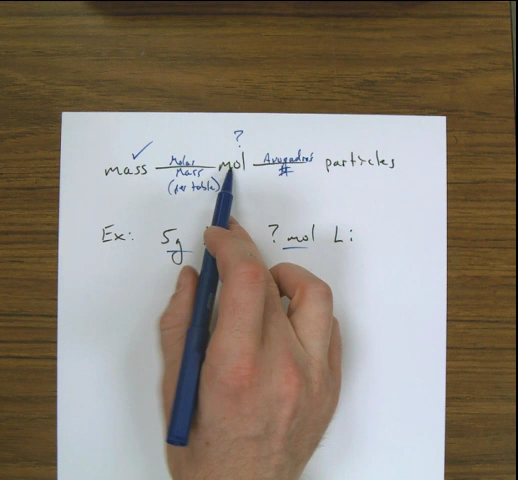 ?
mass Molar Mass (per table) mol Avogadro's # particles
Ex: 5g ? mol Li